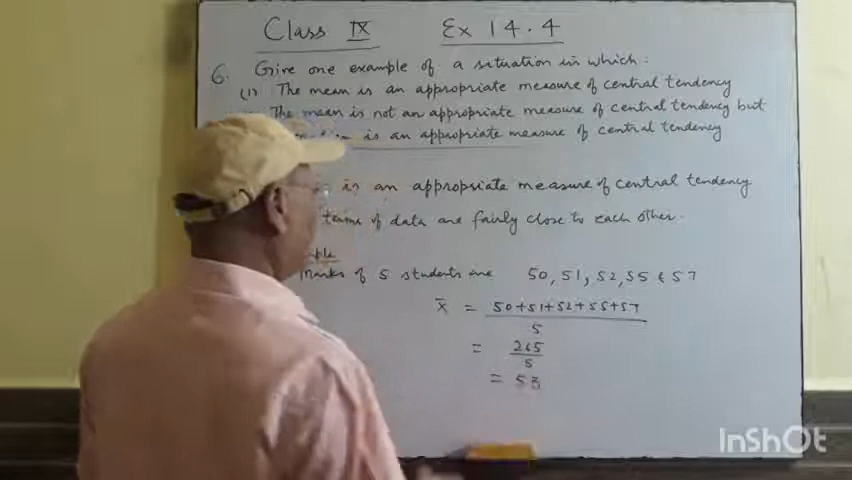 Class IX Ex 14.4
6. Give one example of a situation in which:
(i) The mean is an appropriate measure of central tendency
The mean is not an appropriate measure of central tendency but
is an appropriate measure of central tendency
is an appropriate measure of central tendency
terms of data are fairly close to each other.
Marks of 5 students are 50, 51, 52, 55 & 57
x̄ = 50+51+52+55+57
5
= 265
5
= 53
InShOt